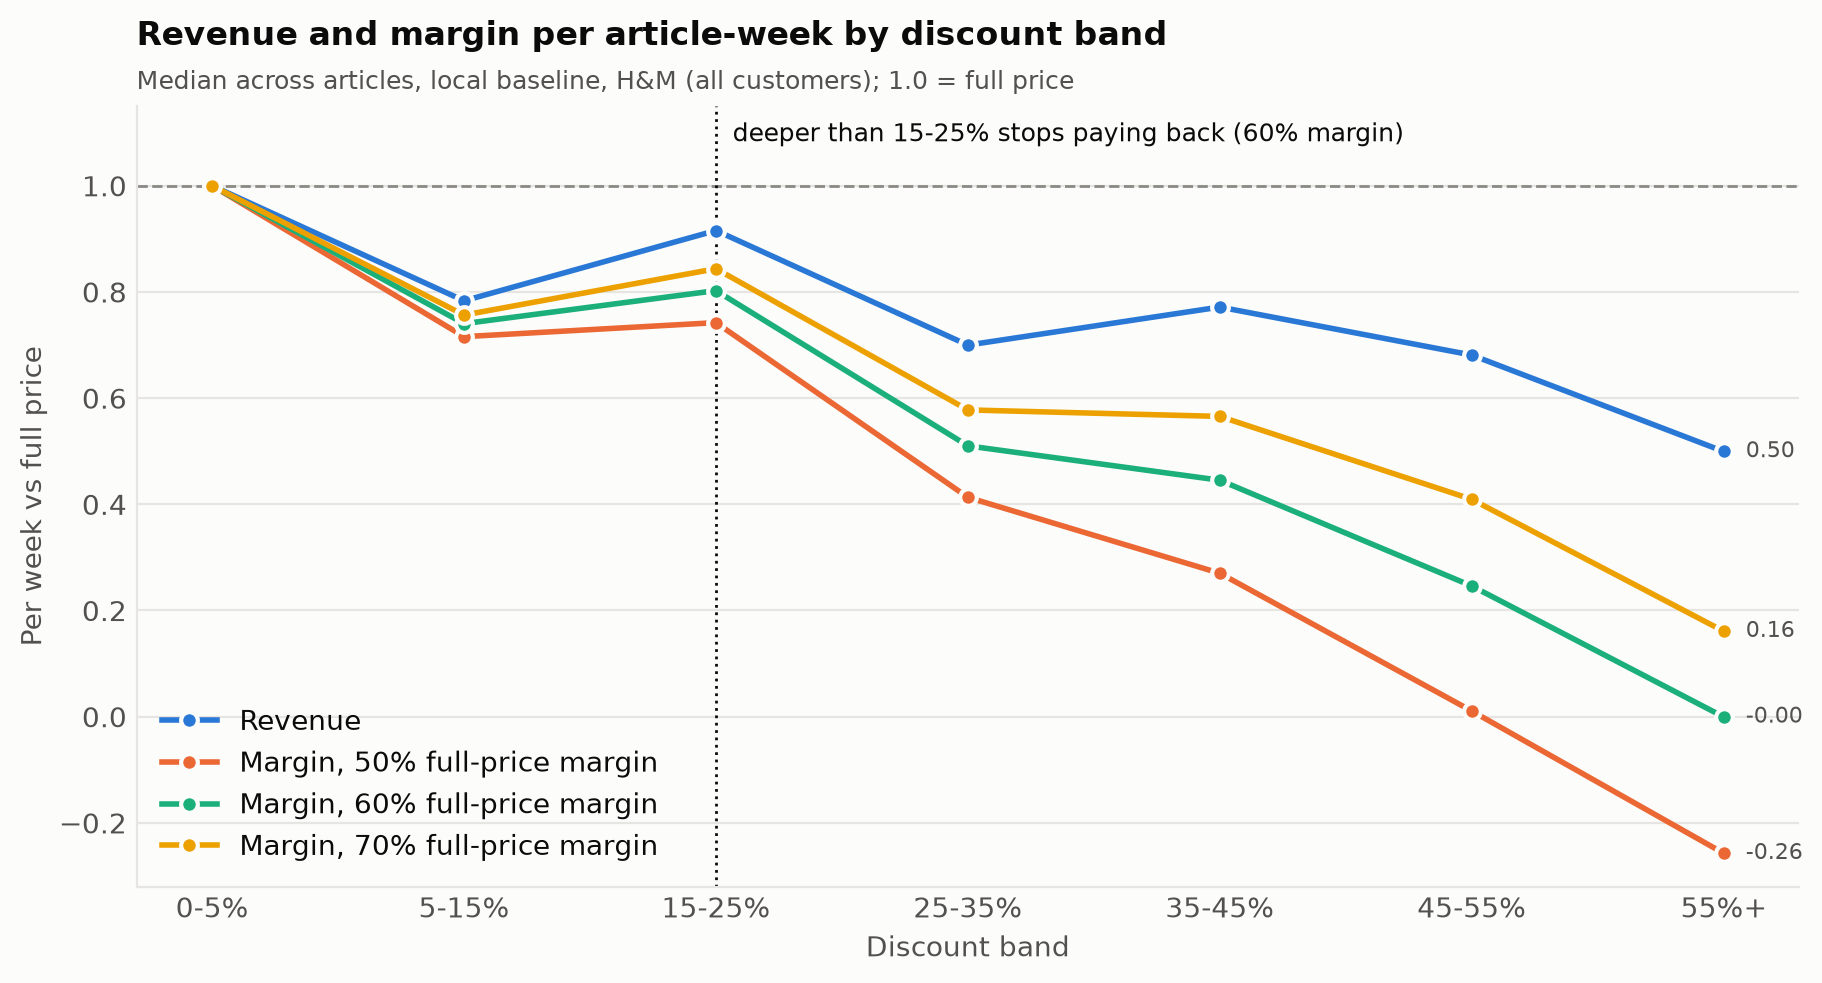 Revenue and margin per article-week by discount band
Median across articles, local baseline, H&M (all customers); 1.0 = full price
deeper than 15-25% stops paying back (60% margin)
Per week vs full price
1.0
0.8
0.6
0.4
0.2
0.0
−0.2
0.50
0.16
-0.00
-0.26
Revenue
Margin, 50% full-price margin
Margin, 60% full-price margin
Margin, 70% full-price margin
0-5% 5-15% 15-25% 25-35% 35-45% 45-55% 55%+
Discount band